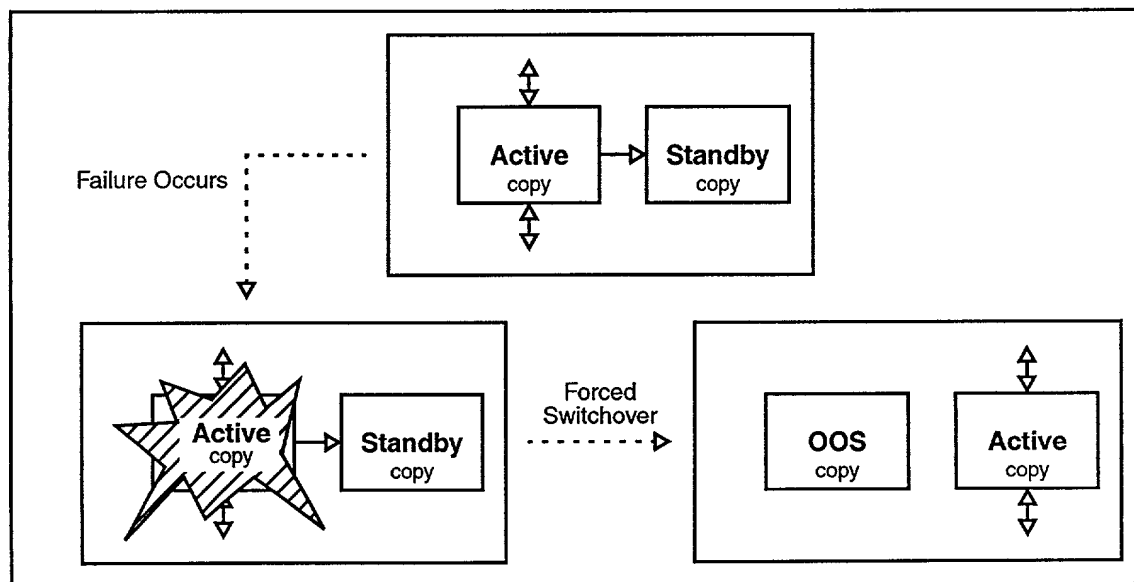 Active
copy
Standby
copy
Failure Occurs
Active
copy
Standby
copy
Forced
Switchover
OOS
copy
Active
copy